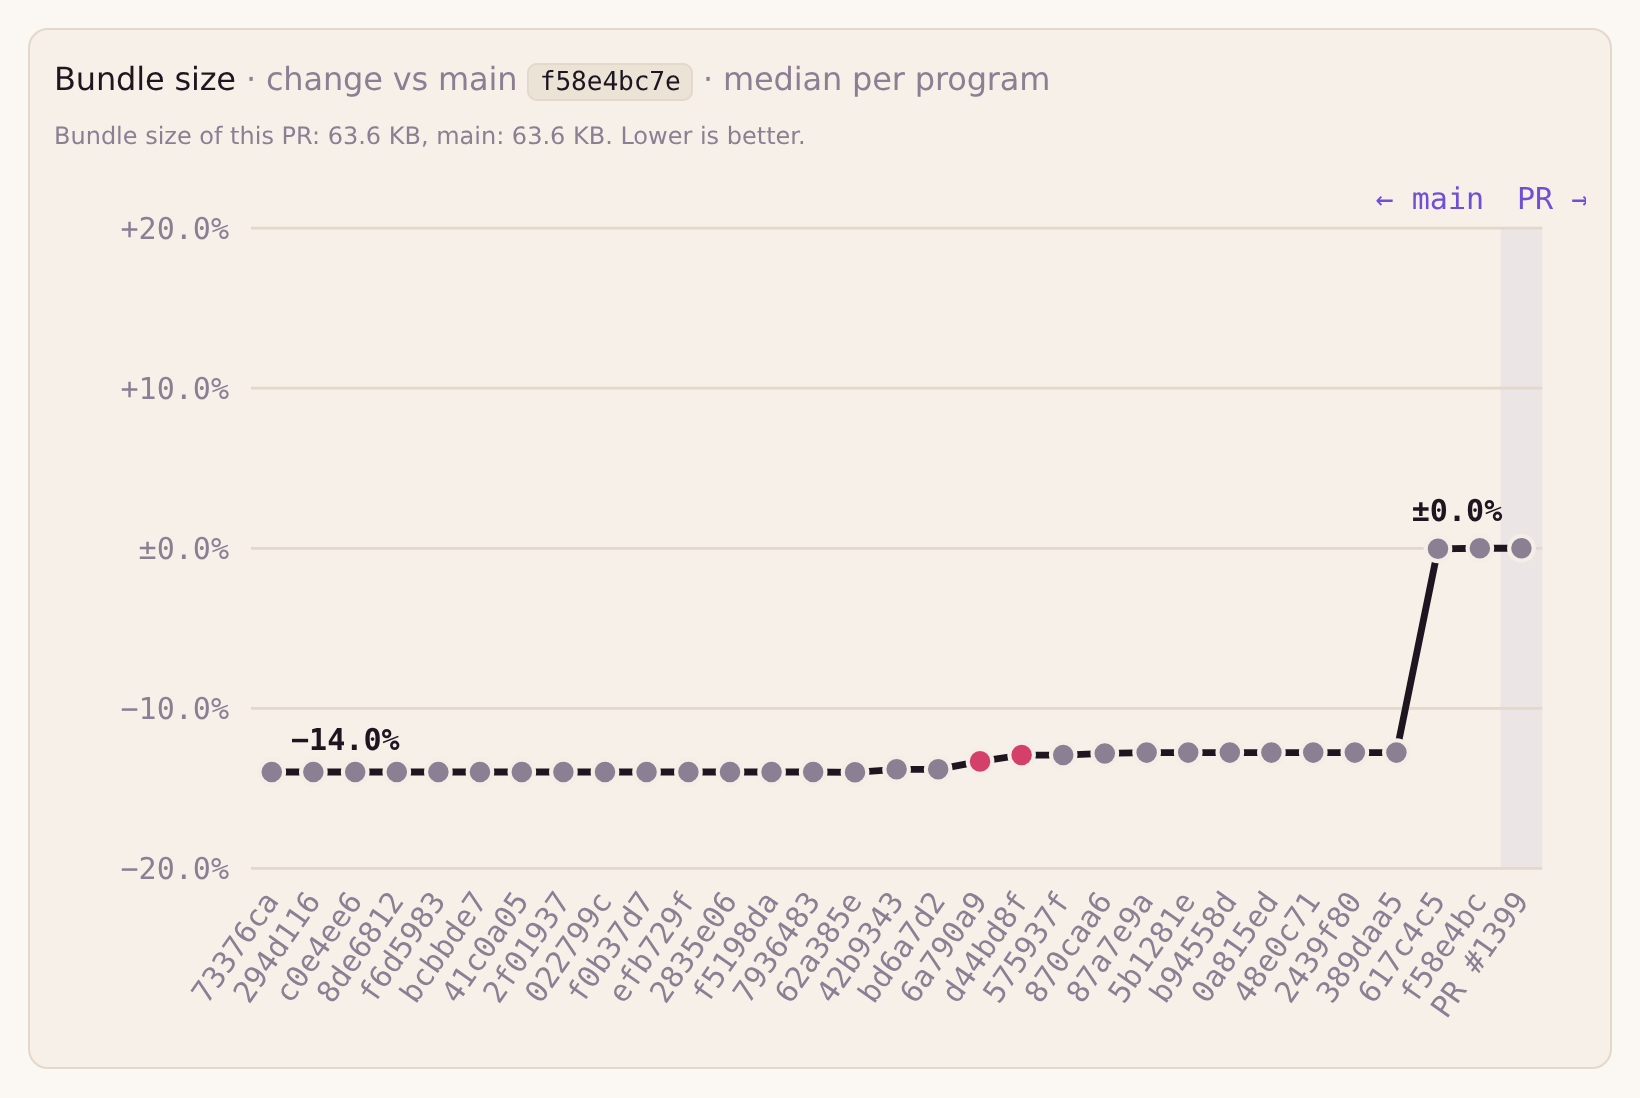 Bundle size · change vs main f58e4bc7e · median per program
Bundle size of this PR: 63.6 KB, main: 63.6 KB. Lower is better.
← main PR →
+20.0%
+10.0%
±0.0%
±0.0%
−10.0%
−14.0%
−20.0%
73376ca
294d116
c0e4ee6
8de6812
f6d5983
bcbbde7
41c0a05
2f01937
022799c
f0b37d7
efb729f
2835e06
f5198da
7936483
62a385e
42b9343
bd6a7d2
6a790a9
d44bd8f
575937f
870caa6
87a7e9a
5b1281e
b94558d
0a815ed
48e0c71
2439f80
389daa5
617c4c5
f58e4bc
PR #1399